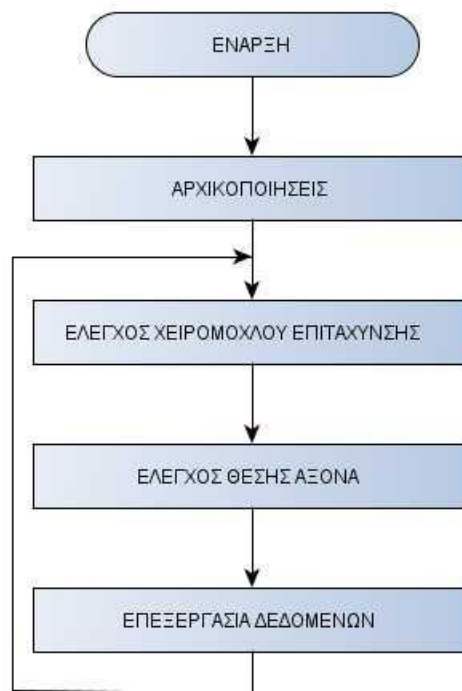 ΕΝΑΡΞΗ
ΑΡΧΙΚΟΠΟΙΗΣΕΙΣ
ΕΛΕΓΧΟΣ ΧΕΙΡΟΜΟΧΛΟΥ ΕΠΙΤΑΧΥΝΣΗΣ
ΕΛΕΓΧΟΣ ΘΕΣΗΣ ΑΞΟΝΑ
ΕΠΕΞΕΡΓΑΣΙΑ ΔΕΔΟΜΕΝΩΝ